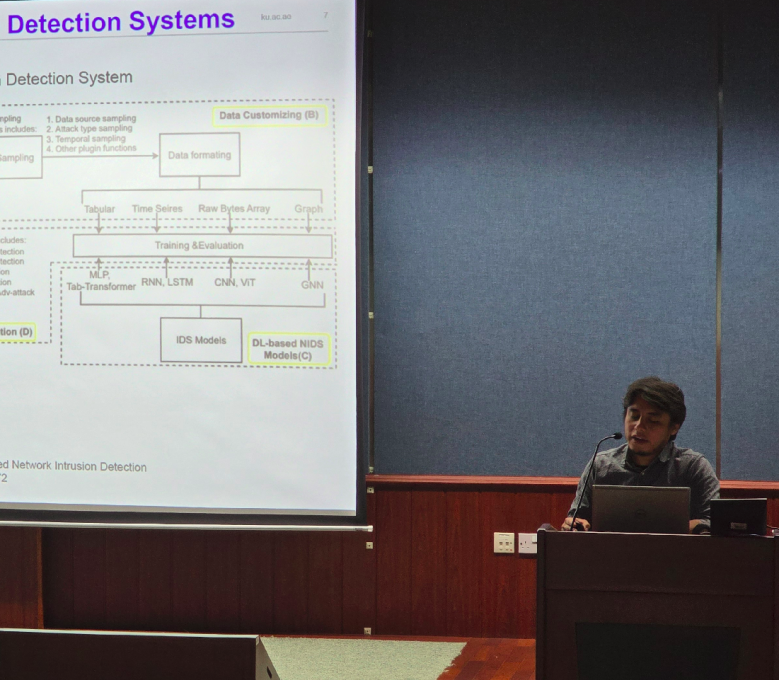 Detection Systems
ku.ac.ae
7
Detection System
Data Customizing (B)
includes:
1. Data source sampling
2. Attack type sampling
3. Temporal sampling
4. Other plugin functions
Data formating
Tabular
Time Seires
Raw Bytes Array
Graph
Training &Evaluation
MLP,
Tab-Transformer
RNN, LSTM
CNN, ViT
GNN
IDS Models
DL-based NIDS
Models(C)
(D)
Network Intrusion Detection